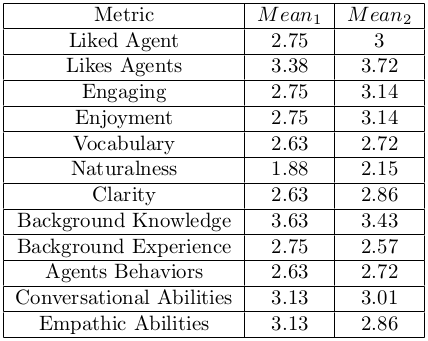 Metric Mean1 Mean2
Liked Agent 2.75 3
Likes Agents 3.38 3.72
Engaging 2.75 3.14
Enjoyment 2.75 3.14
Vocabulary 2.63 2.72
Naturalness 1.88 2.15
Clarity 2.63 2.86
Background Knowledge 3.63 3.43
Background Experience 2.75 2.57
Agents Behaviors 2.63 2.72
Conversational Abilities 3.13 3.01
Empathic Abilities 3.13 2.86